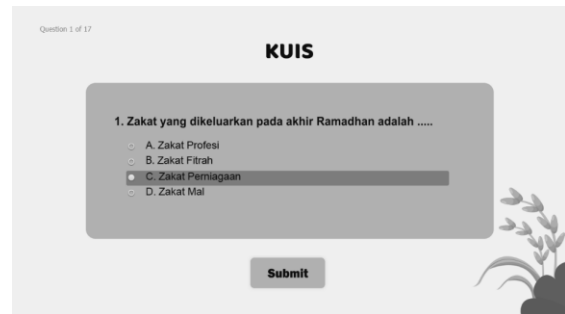 Question 1 of 17
KUIS
1. Zakat yang dikeluarkan pada akhir Ramadhan adalah .....
A. Zakat Profesi
B. Zakat Fitrah
C. Zakat Perniagaan
D. Zakat Mal
Submit